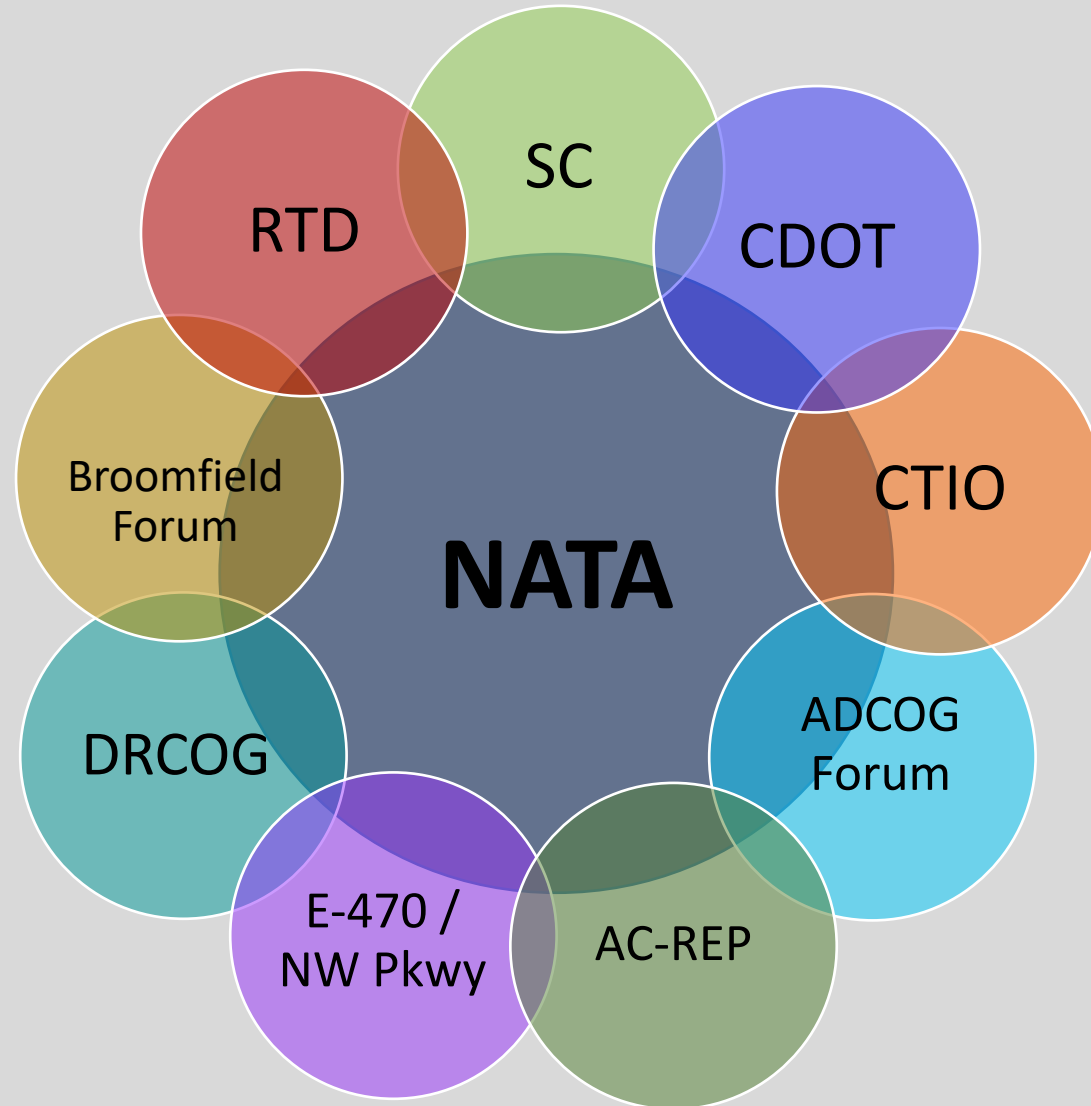 SC
RTD
CDOT
Broomfield
Forum
CTIO
NATA
DRCOG
ADCOG
Forum
E-470 /
NW Pkwy
AC-REP